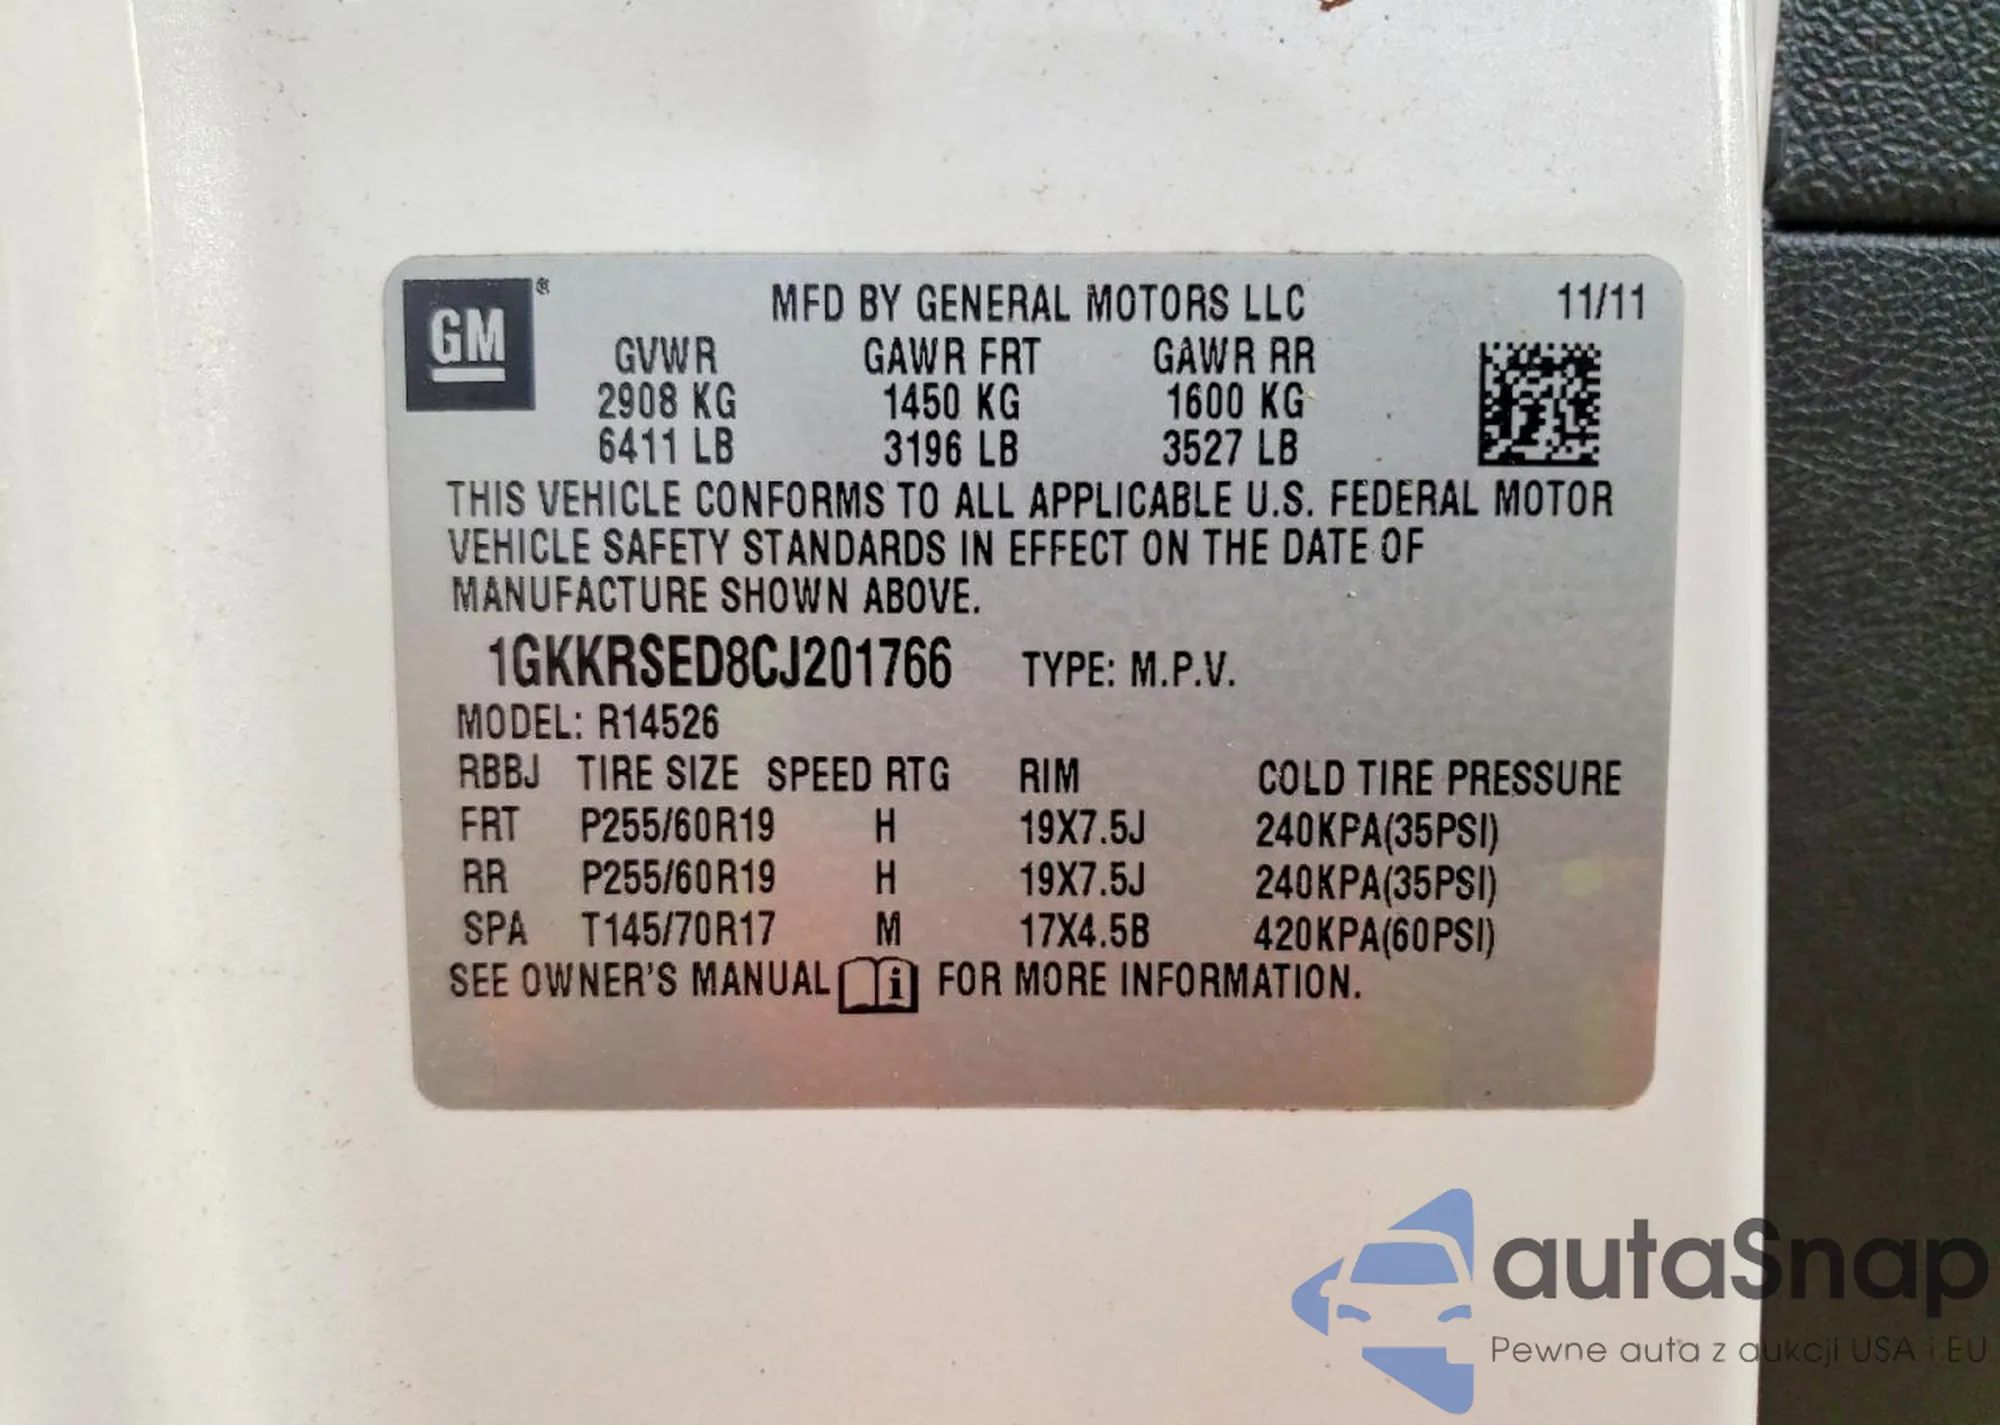 GM®
MFD BY GENERAL MOTORS LLC 11/11
GVWR GAWR FRT GAWR RR
2908 KG 1450 KG 1600 KG
6411 LB 3196 LB 3527 LB
THIS VEHICLE CONFORMS TO ALL APPLICABLE U.S. FEDERAL MOTOR
VEHICLE SAFETY STANDARDS IN EFFECT ON THE DATE OF
MANUFACTURE SHOWN ABOVE.
1GKKRSED8CJ201766 TYPE: M.P.V.
MODEL: R14526
RBBJ TIRE SIZE SPEED RTG RIM COLD TIRE PRESSURE
FRT P255/60R19 H 19X7.5J 240KPA(35PSI)
RR P255/60R19 H 19X7.5J 240KPA(35PSI)
SPA T145/70R17 M 17X4.5B 420KPA(60PSI)
SEE OWNER'S MANUAL i FOR MORE INFORMATION.
autaSnap
Pewne auta z aukcji USA i EU